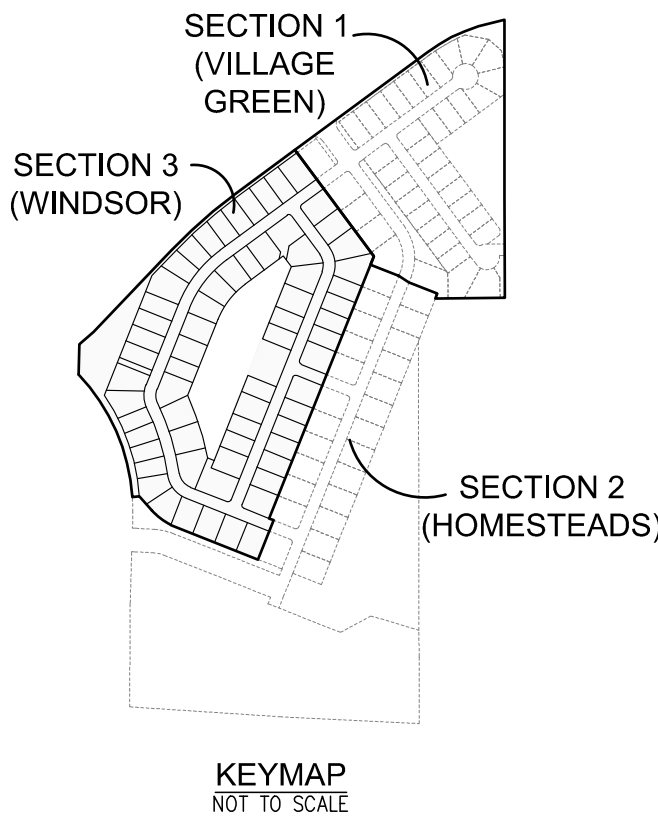 SECTION 1
(VILLAGE
GREEN)
SECTION 3
(WINDSOR)
SECTION 2
(HOMESTEADS)
KEYMAP
NOT TO SCALE